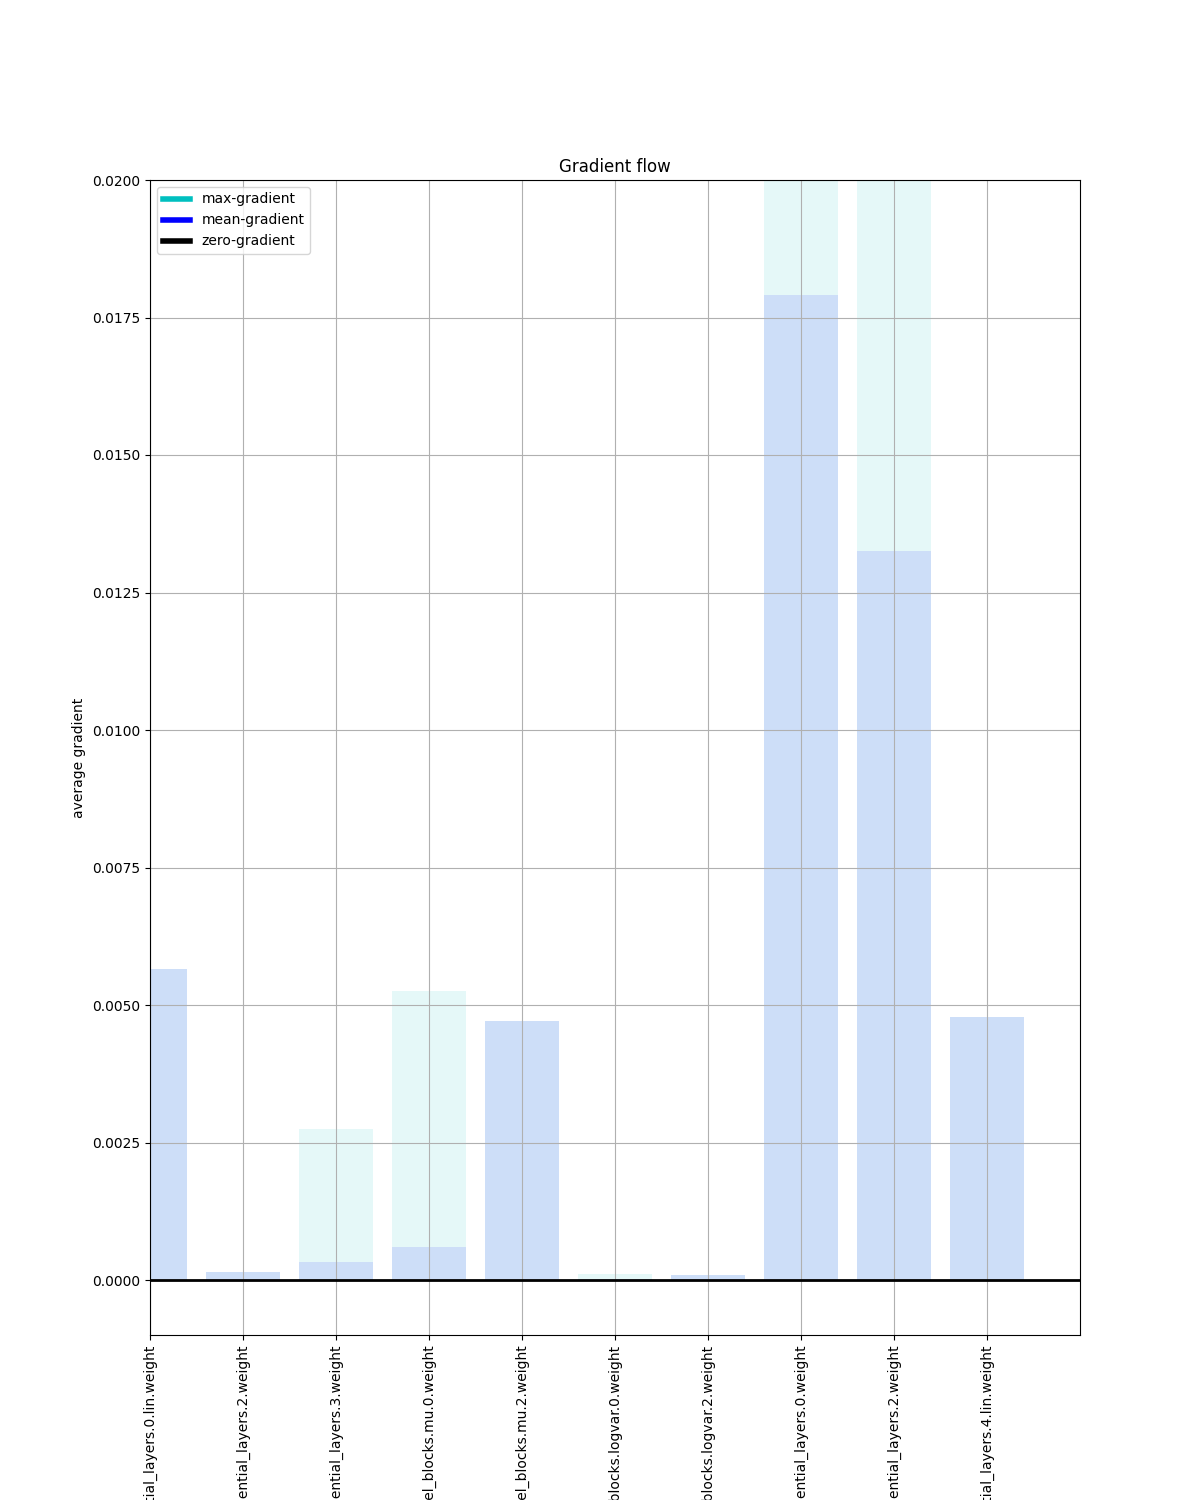 Gradient flow
max-gradient
mean-gradient
zero-gradient
0.0200
0.0175
0.0150
0.0125
0.0100
0.0075
0.0050
0.0025
0.0000
average gradient
tial_layers.0.lin.weight
ential_layers.2.weight
ential_layers.3.weight
el_blocks.mu.0.weight
el_blocks.mu.2.weight
blocks.logvar.0.weight
blocks.logvar.2.weight
ential_layers.0.weight
ential_layers.2.weight
tial_layers.4.lin.weight